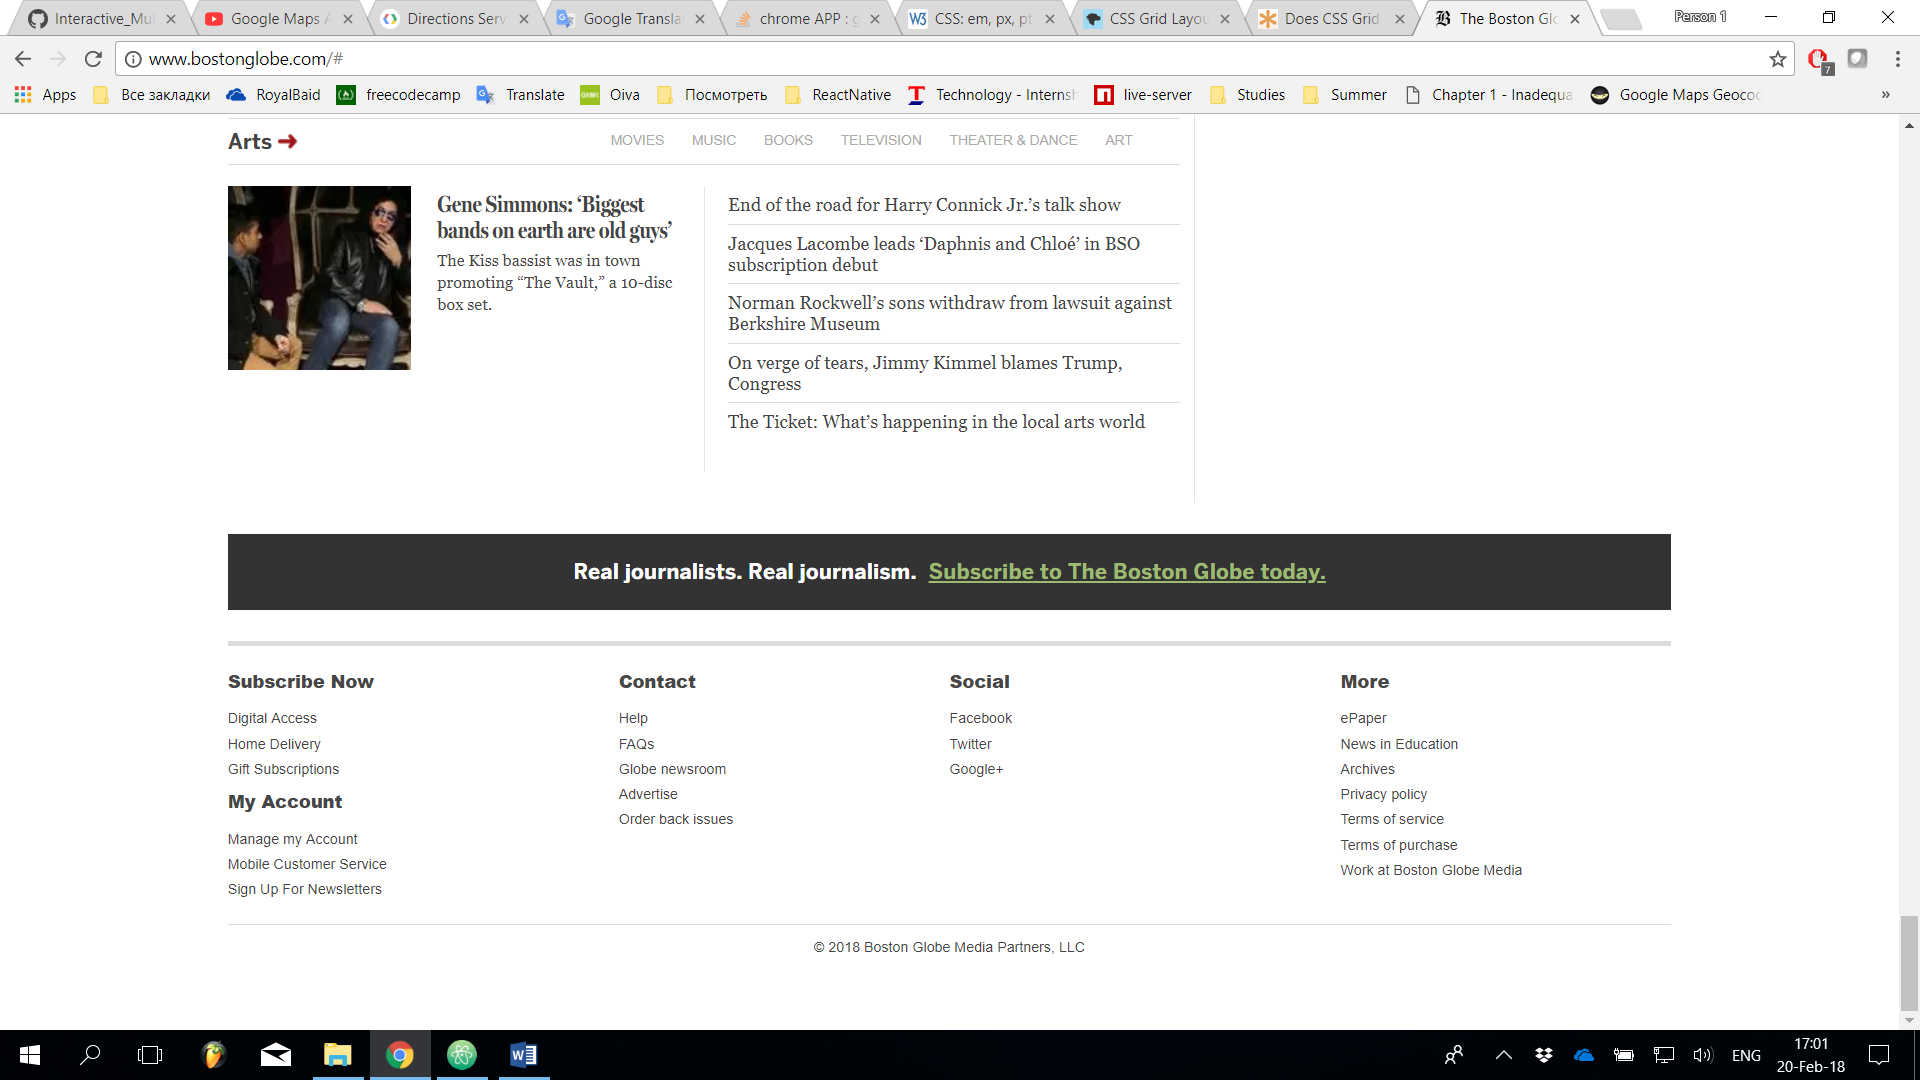 Interactive_Mul
Google Maps A
Directions Serv
Google Transla
chrome APP : g
CSS: em, px, pt
CSS Grid Layou
Does CSS Grid
The Boston Glo
Person 1
www.bostonglobe.com/#
7
Apps
Все закладки
RoyalBaid
freecodecamp
Translate
Oiva
Посмотреть
ReactNative
Technology - Internsh
live-server
Studies
Summer
Chapter 1 - Inadequa
Google Maps Geocod
»
Arts
MOVIES
MUSIC
BOOKS
TELEVISION
THEATER & DANCE
ART
Gene Simmons: ‘Biggest
bands on earth are old guys’
The Kiss bassist was in town
promoting “The Vault,” a 10-disc
box set.
End of the road for Harry Connick Jr.’s talk show
Jacques Lacombe leads ‘Daphnis and Chloé’ in BSO
subscription debut
Norman Rockwell’s sons withdraw from lawsuit against
Berkshire Museum
On verge of tears, Jimmy Kimmel blames Trump,
Congress
The Ticket: What’s happening in the local arts world
Real journalists. Real journalism. Subscribe to The Boston Globe today.
Subscribe Now
Digital Access
Home Delivery
Gift Subscriptions
My Account
Manage my Account
Mobile Customer Service
Sign Up For Newsletters
Contact
Help
FAQs
Globe newsroom
Advertise
Order back issues
Social
Facebook
Twitter
Google+
More
ePaper
News in Education
Archives
Privacy policy
Terms of service
Terms of purchase
Work at Boston Globe Media
© 2018 Boston Globe Media Partners, LLC
ENG
17:01
20-Feb-18